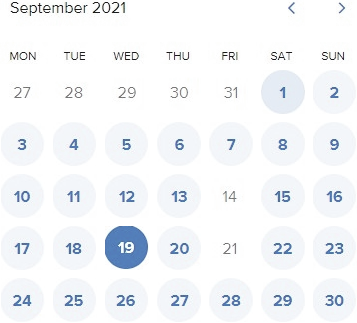 September 2021
MON TUE WED THU FRI SAT SUN
27 28 29 30 31 1 2
3 4 5 6 7 8 9
10 11 12 13 14 15 16
17 18 19 20 21 22 23
24 25 26 27 28 29 30